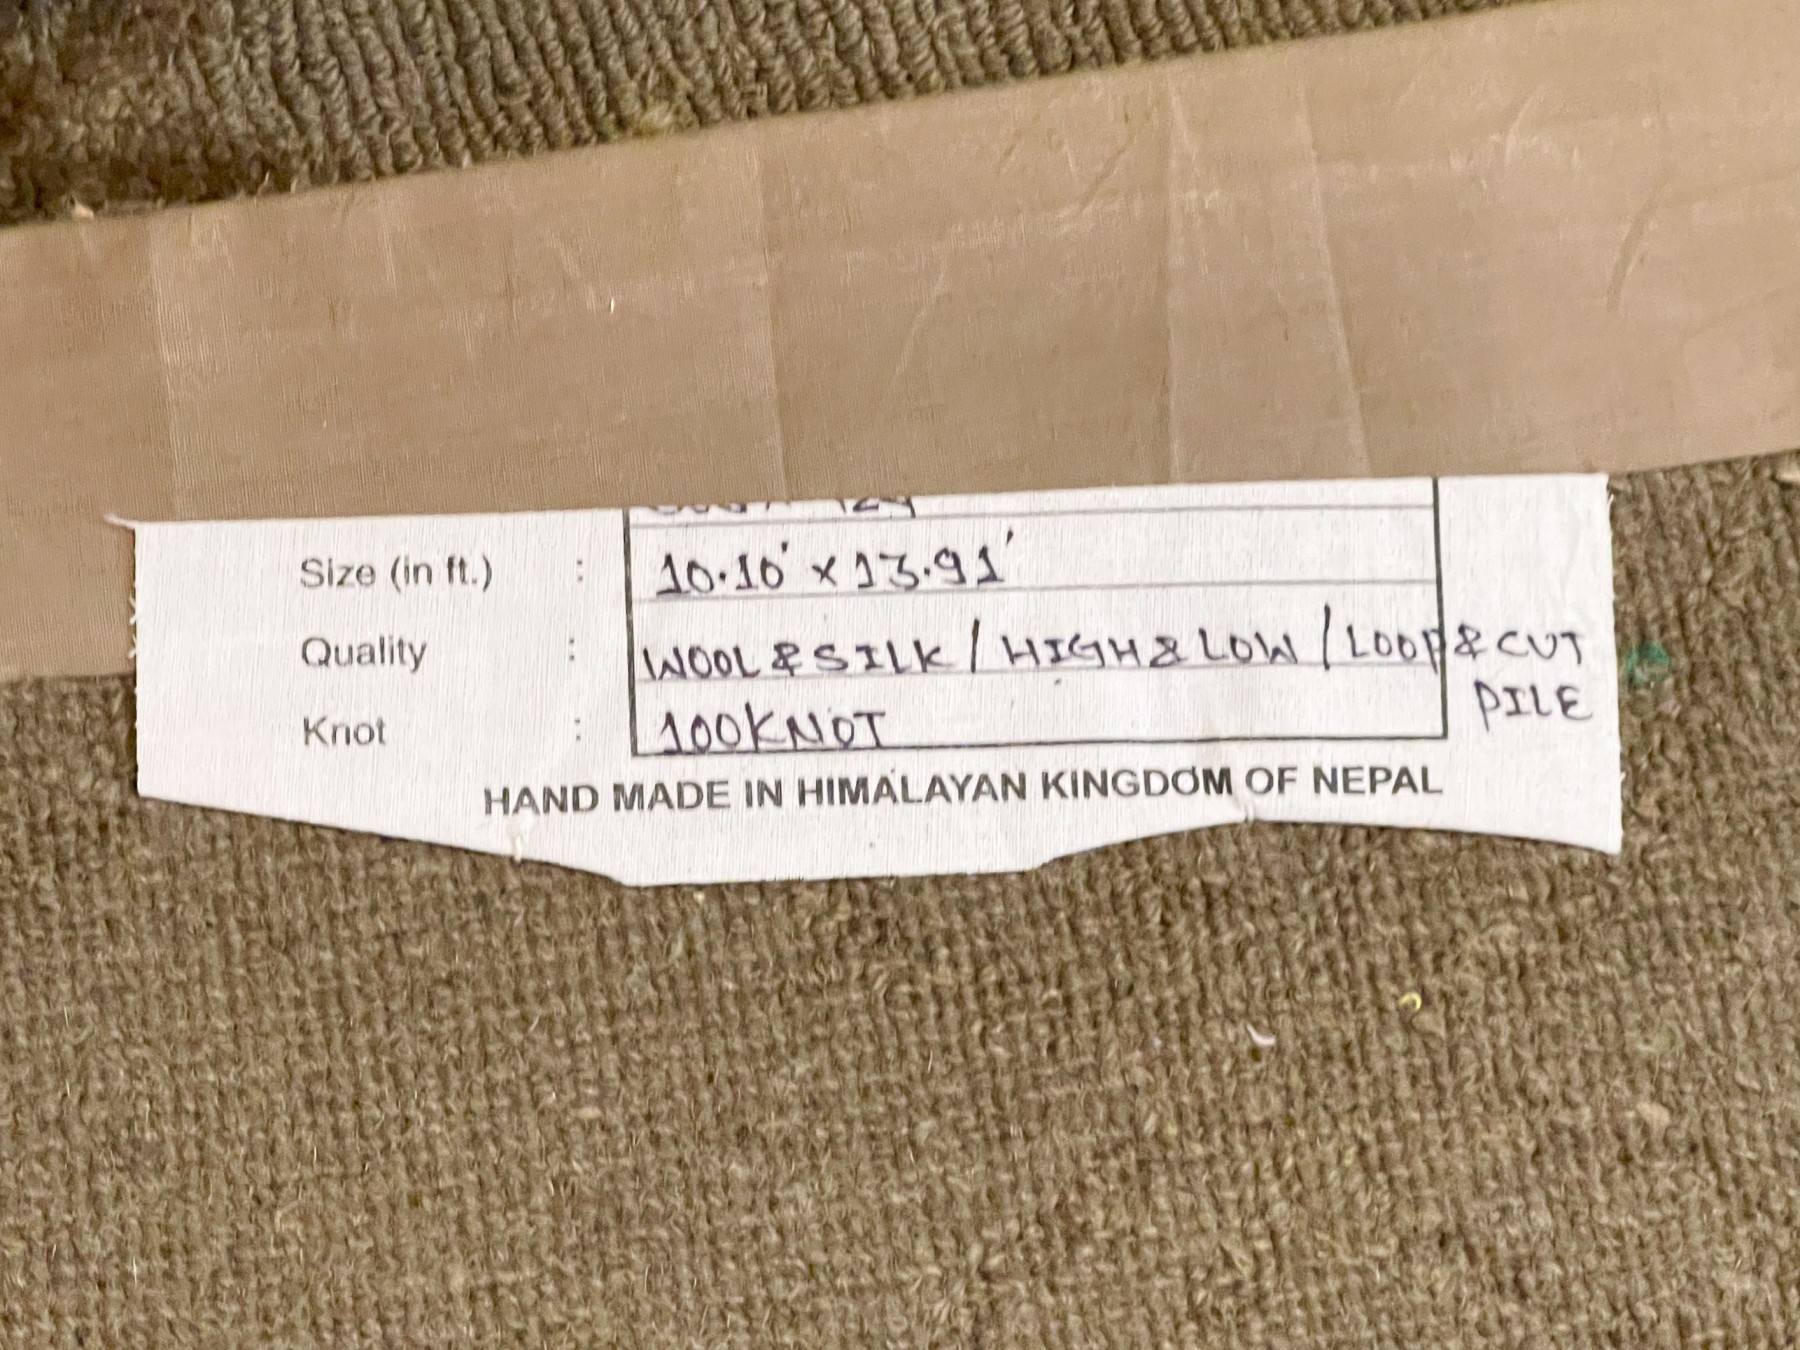 Size (in ft.) : 10.10' x 13.91'
Quality : WOOL & SILK / HIGH & LOW / LOOP & CUT
PILE
Knot : 100KNOT
HAND MADE IN HIMALAYAN KINGDOM OF NEPAL